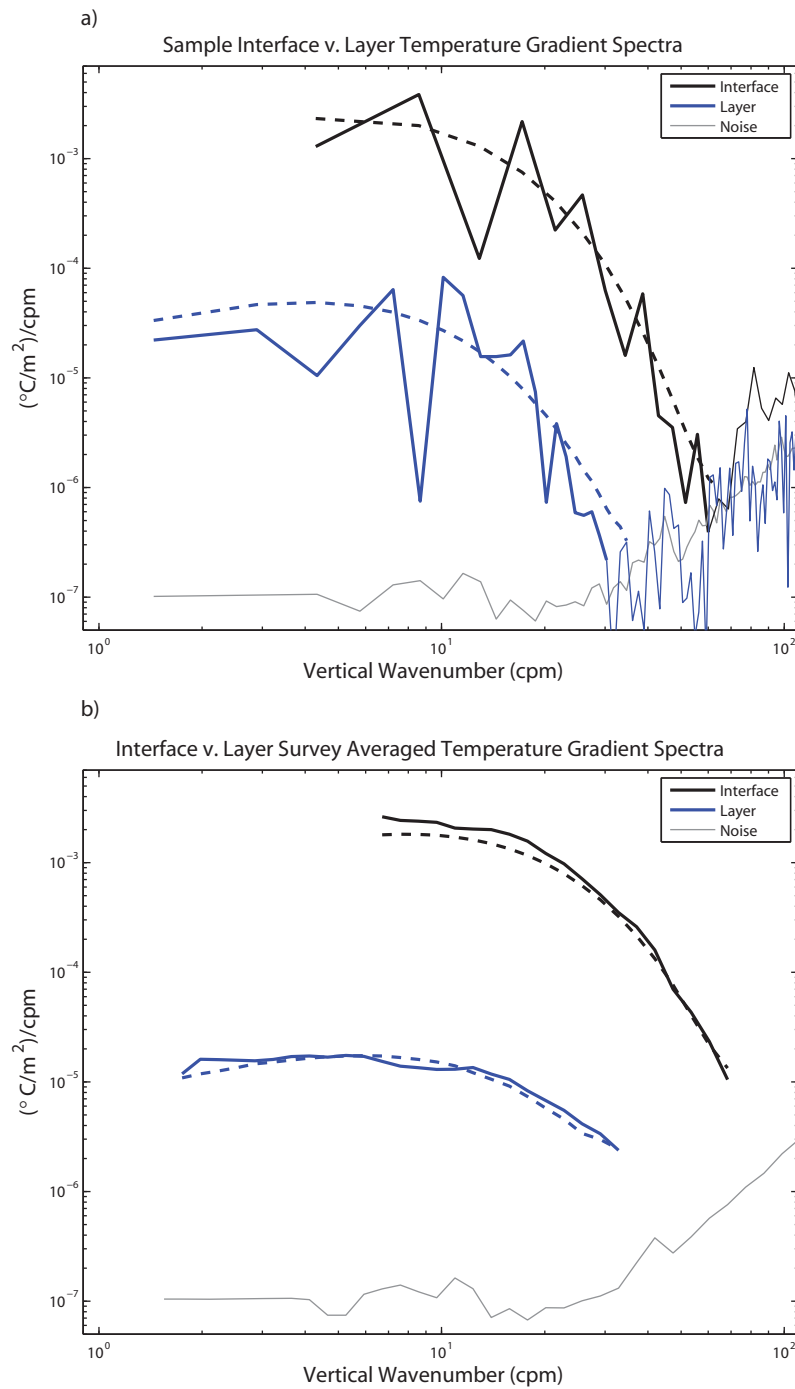 a)
Sample Interface v. Layer Temperature Gradient Spectra
Interface
Layer
Noise
10⁻³
10⁻⁴
10⁻⁵
10⁻⁶
10⁻⁷
(°C/m²)/cpm
10⁰
10¹
10²
Vertical Wavenumber (cpm)
b)
Interface v. Layer Survey Averaged Temperature Gradient Spectra
Interface
Layer
Noise
10⁻³
10⁻⁴
10⁻⁵
10⁻⁶
10⁻⁷
(° C/m²)/cpm
10⁰
10¹
10²
Vertical Wavenumber (cpm)